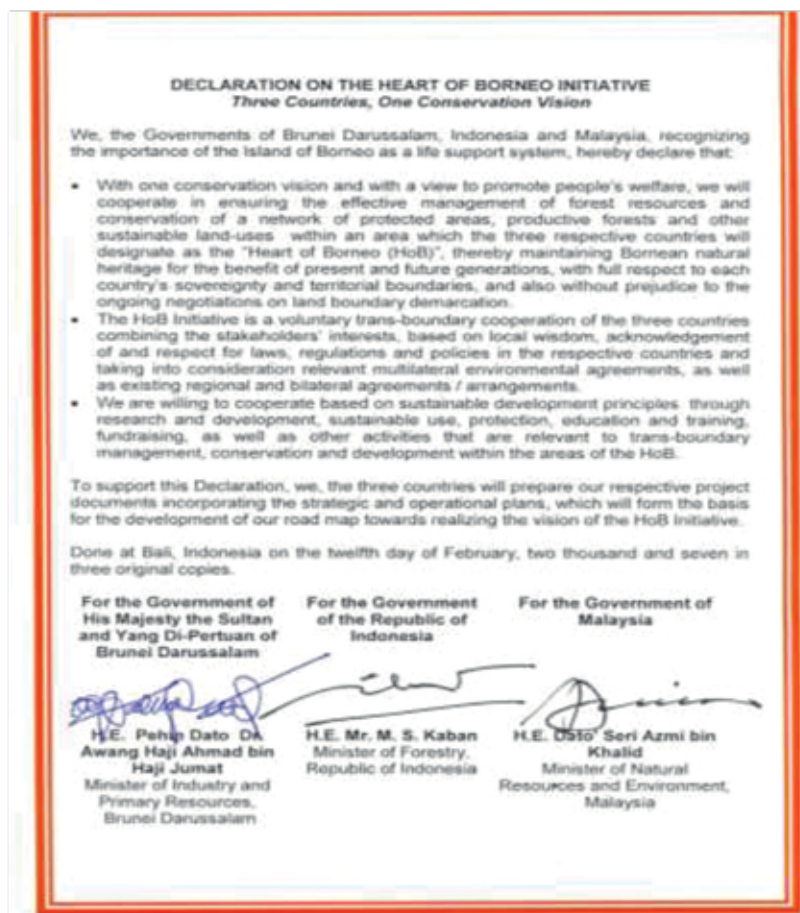 DECLARATION ON THE HEART OF BORNEO INITIATIVE
Three Countries, One Conservation Vision
We, the Governments of Brunei Darussalam, Indonesia and Malaysia, recognizing
the importance of the Island of Borneo as a life support system, hereby declare that:
• With one conservation vision and with a view to promote people's welfare, we will
cooperate in ensuring the effective management of forest resources and
conservation of a network of protected areas, productive forests and other
sustainable land-uses within an area which the three respective countries will
designate as the "Heart of Borneo (HoB)", thereby maintaining Bornean natural
heritage for the benefit of present and future generations, with full respect to each
country's sovereignty and territorial boundaries, and also without prejudice to the
ongoing negotiations on land boundary demarcation.
• The HoB Initiative is a voluntary trans-boundary cooperation of the three countries
combining the stakeholders' interests, based on local wisdom, acknowledgement
of and respect for laws, regulations and policies in the respective countries and
taking into consideration relevant multilateral environmental agreements, as well
as existing regional and bilateral agreements / arrangements.
• We are willing to cooperate based on sustainable development principles through
research and development, sustainable use, protection, education and training,
fundraising, as well as other activities that are relevant to trans-boundary
management, conservation and development within the areas of the HoB.
To support this Declaration, we, the three countries will prepare our respective project
documents incorporating the strategic and operational plans, which will form the basis
for the development of our road map towards realizing the vision of the HoB Initiative.
Done at Bali, Indonesia on the twelfth day of February, two thousand and seven in
three original copies.
For the Government of
His Majesty the Sultan
and Yang Di-Pertuan of
Brunei Darussalam
H.E. Pehin Dato Dr.
Awang Haji Ahmad bin
Haji Jumat
Minister of Industry and
Primary Resources,
Brunei Darussalam
For the Government
of the Republic of
Indonesia
H.E. Mr. M. S. Kaban
Minister of Forestry,
Republic of Indonesia
For the Government of
Malaysia
H.E. Dato' Seri Azmi bin
Khalid
Minister of Natural
Resources and Environment,
Malaysia